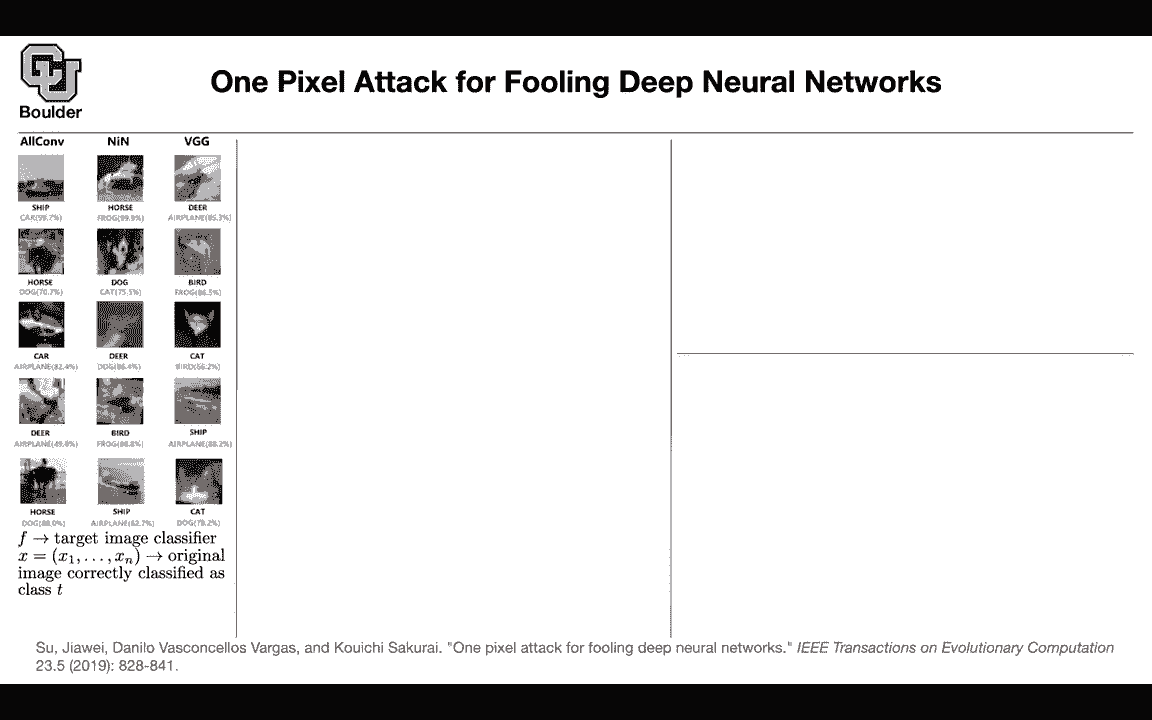 Boulder
One Pixel Attack for Fooling Deep Neural Networks
AllConv NiN VGG
SHIP HORSE DEER
CAR(99.7%) FROG(99.9%) AIRPLANE(85.3%)
HORSE DOG BIRD
DOG(70.7%) CAT(75.5%) FROG(86.5%)
CAR DEER CAT
AIRPLANE(82.4%) DOG(86.4%) BIRD(66.2%)
DEER BIRD SHIP
AIRPLANE(49.8%) FROG(88.8%) AIRPLANE(88.2%)
HORSE SHIP CAT
DOG(88.0%) AIRPLANE(62.7%) DOG(78.2%)
f → target image classifier
x = (x₁, . . . , xₙ) → original
image correctly classified as
class t
Su, Jiawei, Danilo Vasconcellos Vargas, and Kouichi Sakurai. "One pixel attack for fooling deep neural networks." IEEE Transactions on Evolutionary Computation
23.5 (2019): 828-841.